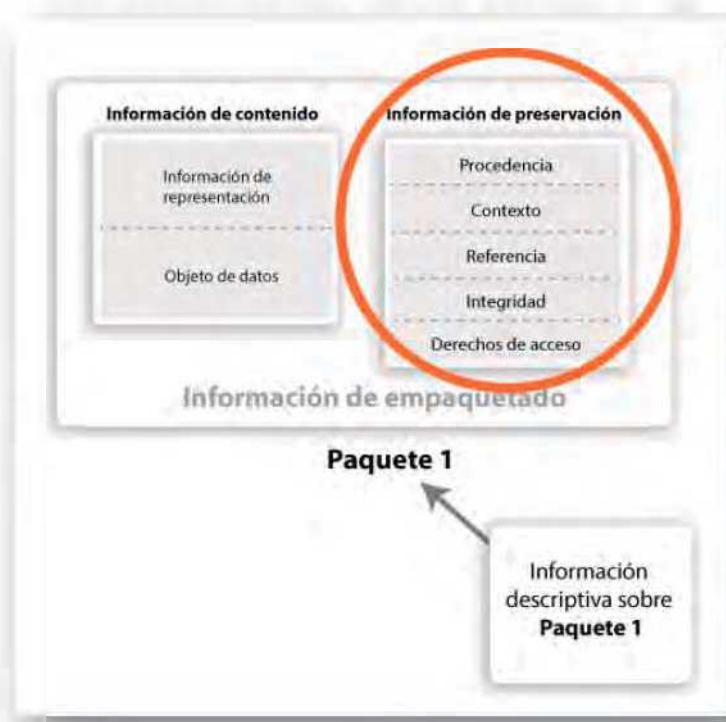 Información de contenido
Información de
representación
Objeto de datos
Información de preservación
Procedencia
Contexto
Referencia
Integridad
Derechos de acceso
Información de empaquetado
Paquete 1
Información
descriptiva sobre
Paquete 1